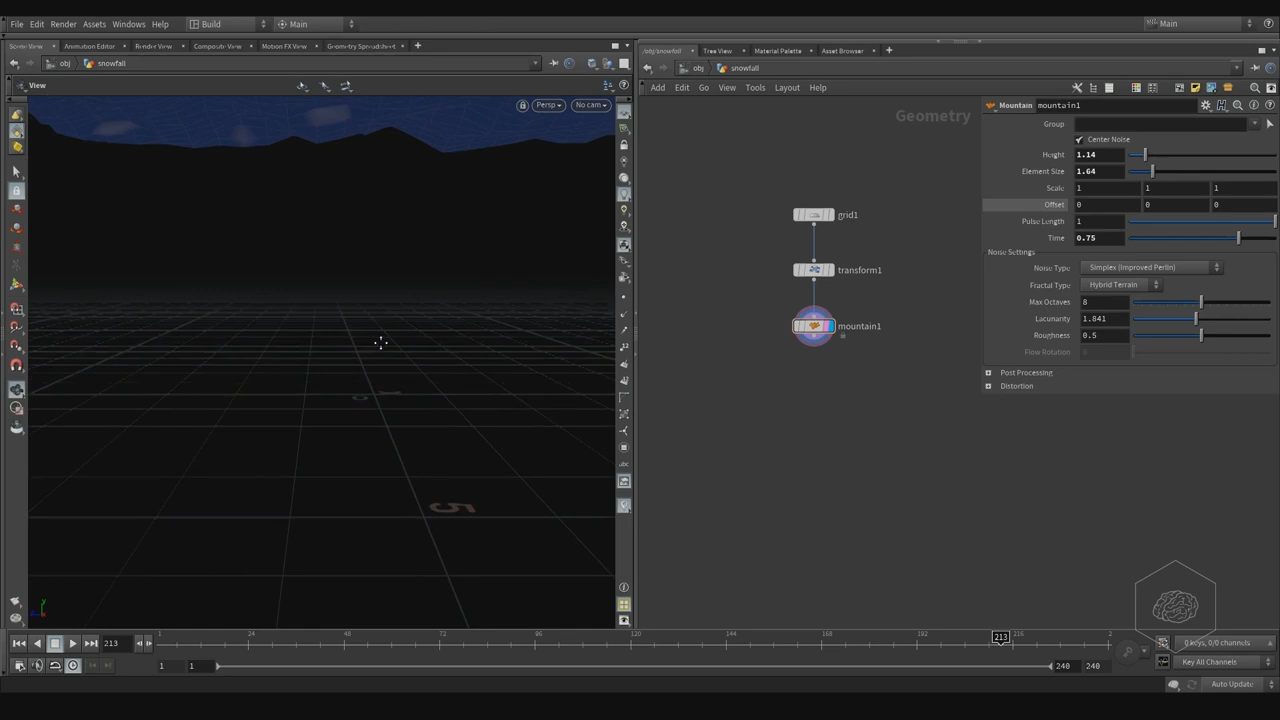 File Edit Render Assets Windows Help Build Main Main
Scene View Animation Editor Render View Composite View Motion FX View Geometry Spreadsheet
/obj/snowfall Tree View Material Palette Asset Browser
obj snowfall
obj snowfall
View
Add Edit Go View Tools Layout Help
Persp No cam
Geometry
Mountain mountain1
Group
Center Noise
Height 1.14
Element Size 1.64
Scale 1 1 1
Offset 0 0 0
Pulse Length 1
Time 0.75
Noise Settings
Noise Type Simplex (Improved Perlin)
Fractal Type Hybrid Terrain
Max Octaves 8
Lacunarity 1.841
Roughness 0.5
Flow Rotation 0
Post Processing
Distortion
grid1
transform1
mountain1
5
abc
213
1 24 48 72 96 120 144 168 192 213 216 2
1 1 240 240
0 keys, 0/0 channels
Key All Channels
Auto Update